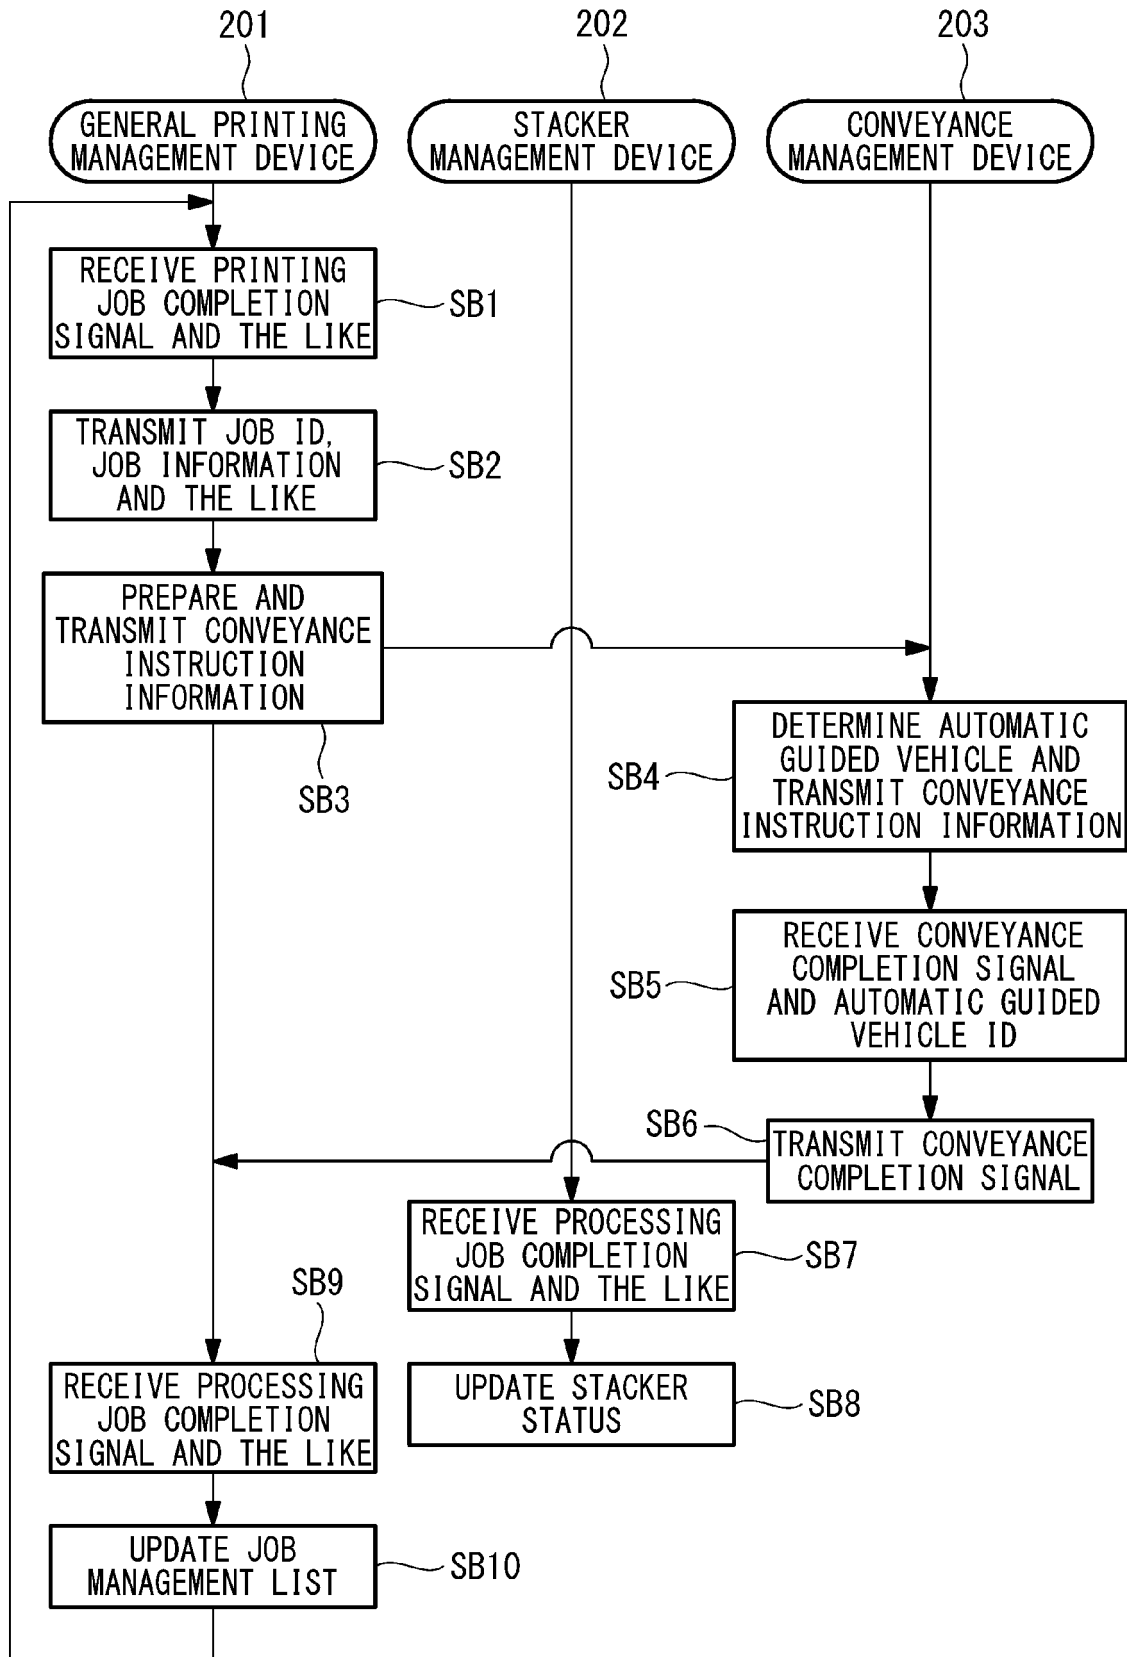 201
202
203
GENERAL PRINTING
MANAGEMENT DEVICE
STACKER
MANAGEMENT DEVICE
CONVEYANCE
MANAGEMENT DEVICE
RECEIVE PRINTING
JOB COMPLETION
SIGNAL AND THE LIKE
SB1
TRANSMIT JOB ID,
JOB INFORMATION
AND THE LIKE
SB2
PREPARE AND
TRANSMIT CONVEYANCE
INSTRUCTION
INFORMATION
SB3
DETERMINE AUTOMATIC
GUIDED VEHICLE AND
TRANSMIT CONVEYANCE
INSTRUCTION INFORMATION
SB4
RECEIVE CONVEYANCE
COMPLETION SIGNAL
AND AUTOMATIC GUIDED
VEHICLE ID
SB5
SB6
TRANSMIT CONVEYANCE
COMPLETION SIGNAL
RECEIVE PROCESSING
JOB COMPLETION
SIGNAL AND THE LIKE
SB7
SB9
RECEIVE PROCESSING
JOB COMPLETION
SIGNAL AND THE LIKE
UPDATE STACKER
STATUS
SB8
UPDATE JOB
MANAGEMENT LIST
SB10